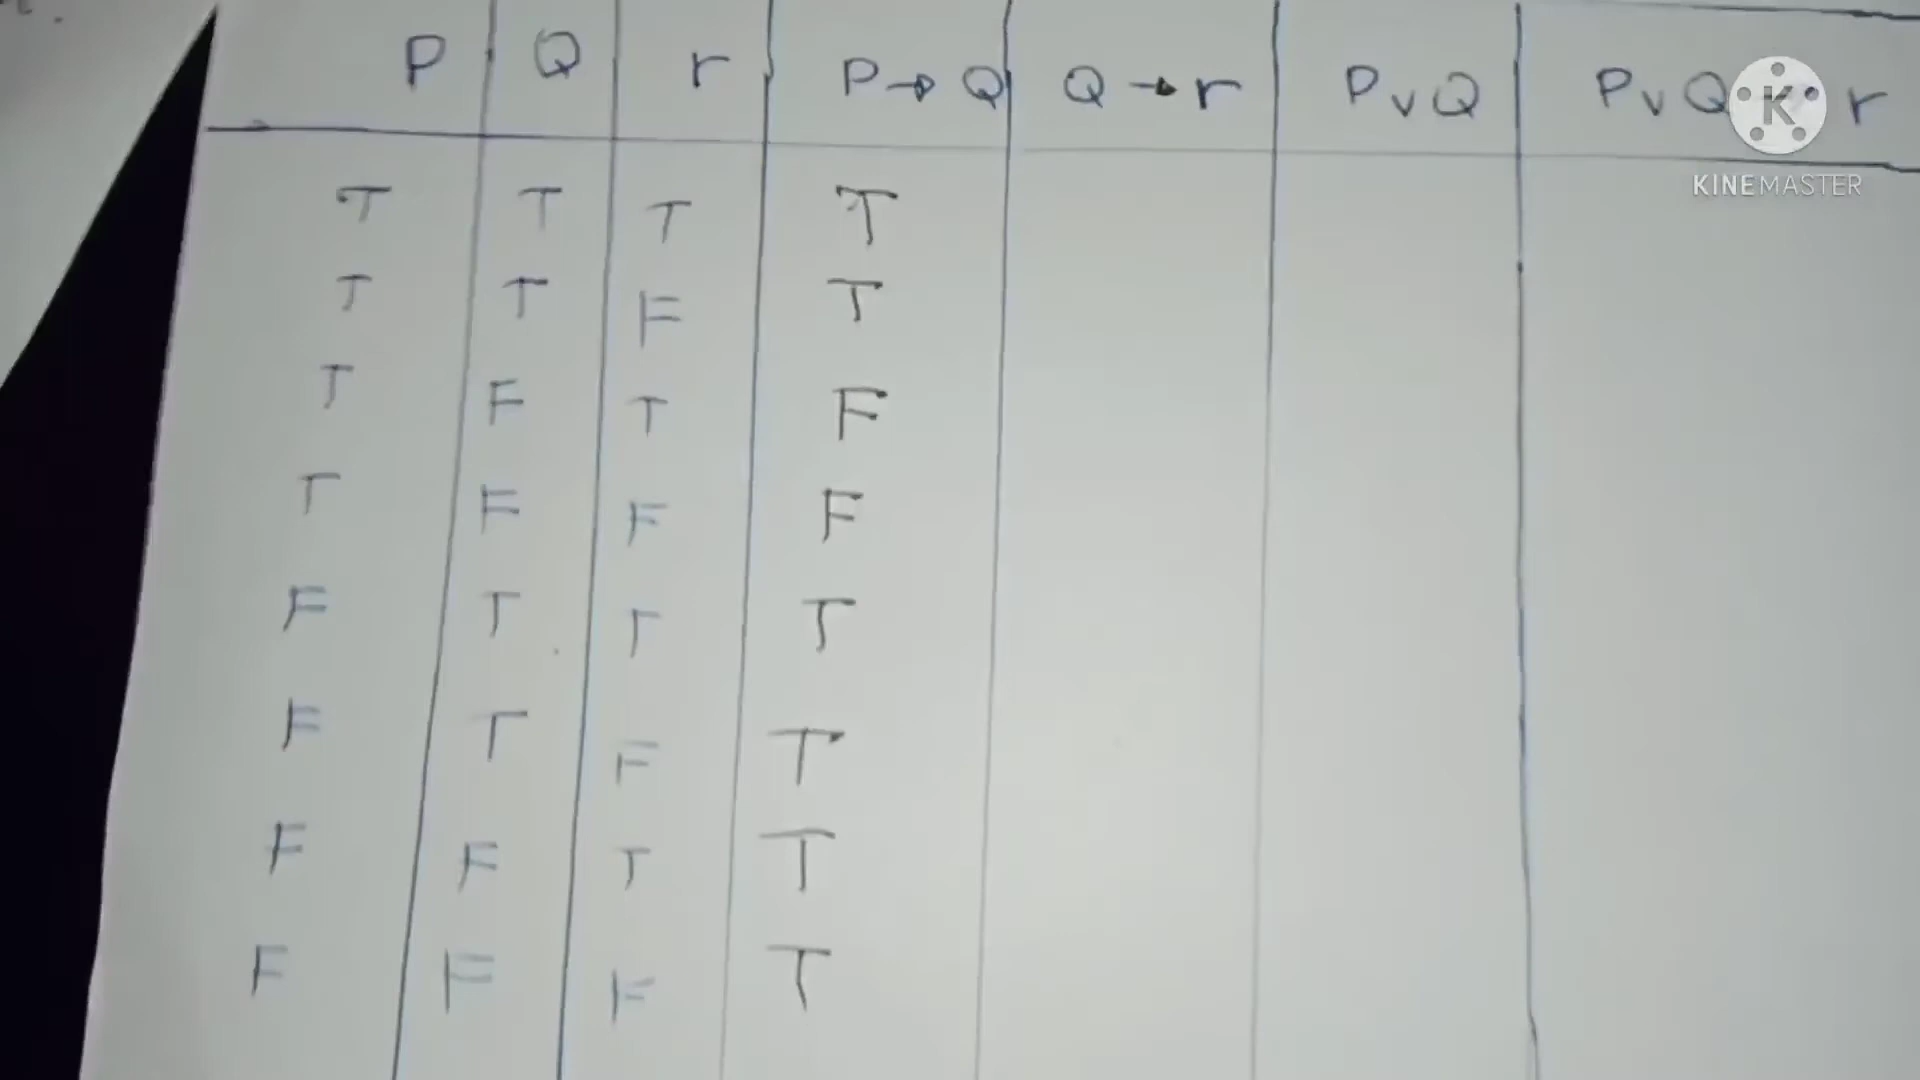 P Q r P→Q Q→r P∨Q P∨Q r
KINEMASTER
T T T T
T T F T
T F T F
T F F F
F T T T
F T F T
F F T T
F F F T